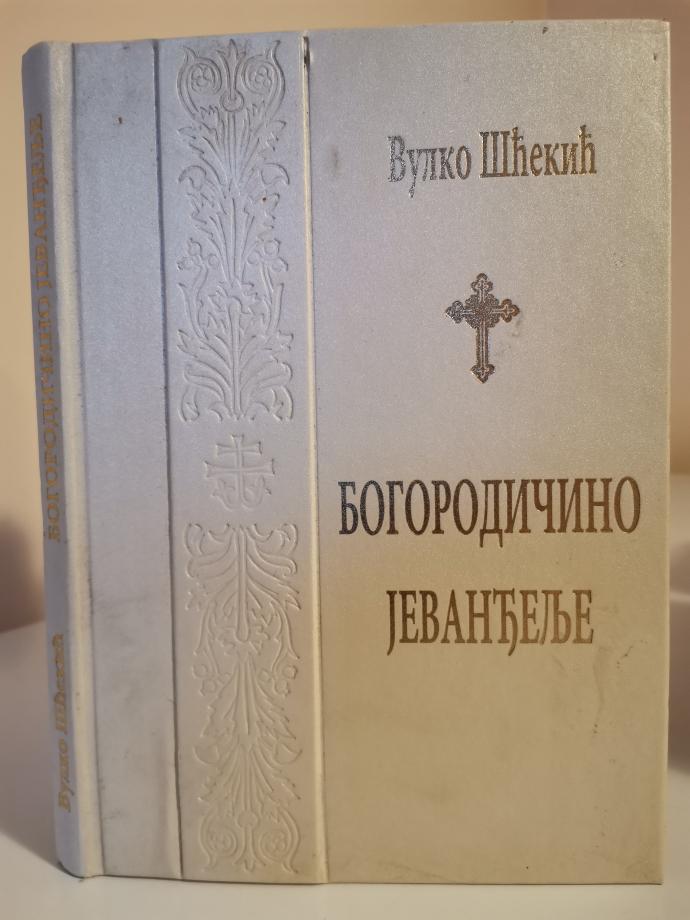 Вулко Шћекић
БОГОРОДИЧИНО
ЈЕВАНЂЕЉЕ
Вулко Шћекић БОГОРОДИЧИНО ЈЕВАНЂЕЉЕ